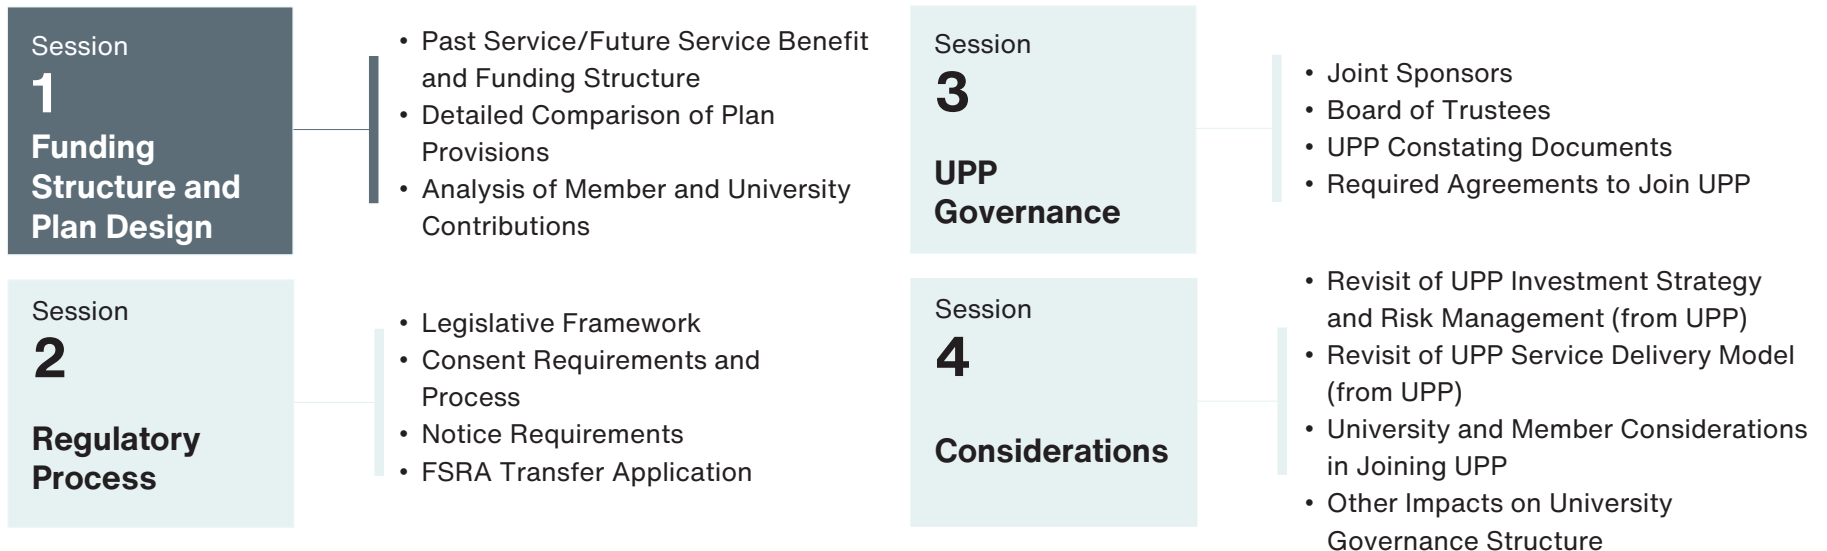 Session
1
Funding
Structure and
Plan Design
• Past Service/Future Service Benefit
and Funding Structure
• Detailed Comparison of Plan
Provisions
• Analysis of Member and University
Contributions
Session
2
Regulatory
Process
• Legislative Framework
• Consent Requirements and
Process
• Notice Requirements
• FSRA Transfer Application
Session
3
UPP
Governance
• Joint Sponsors
• Board of Trustees
• UPP Constating Documents
• Required Agreements to Join UPP
Session
4
Considerations
• Revisit of UPP Investment Strategy
and Risk Management (from UPP)
• Revisit of UPP Service Delivery Model
(from UPP)
• University and Member Considerations
in Joining UPP
• Other Impacts on University
Governance Structure